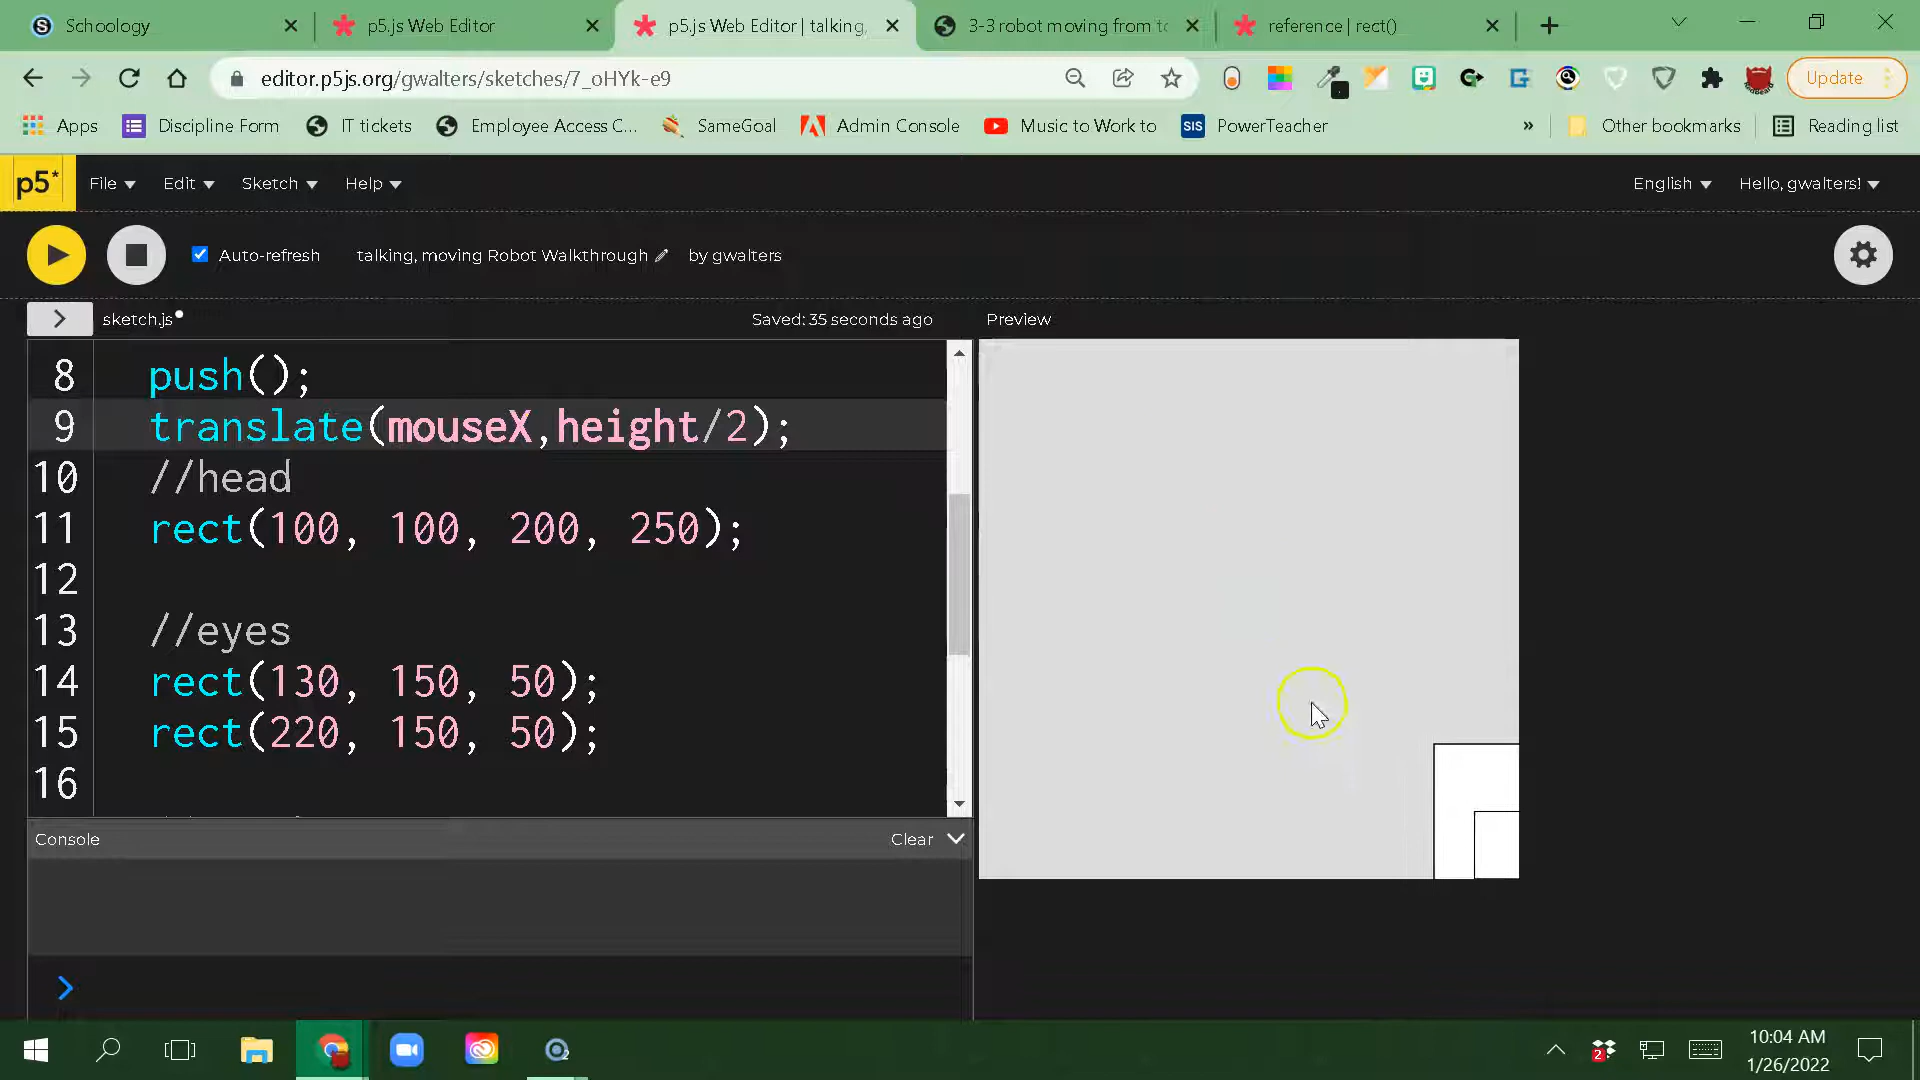 Schoology
p5.js Web Editor
p5.js Web Editor | talking,
3-3 robot moving from to
reference | rect()
editor.p5js.org/gwalters/sketches/7_oHYk-e9
Update
Apps
Discipline Form
IT tickets
Employee Access C...
SameGoal
Admin Console
Music to Work to
SIS
PowerTeacher
»
Other bookmarks
Reading list
p5*
File
Edit
Sketch
Help
English
Hello, gwalters!
Auto-refresh
talking, moving Robot Walkthrough
by gwalters
sketch.js
Saved: 35 seconds ago
Preview
8 push();
9 translate(mouseX,height/2);
10 //head
11 rect(100, 100, 200, 250);
12
13 //eyes
14 rect(130, 150, 50);
15 rect(220, 150, 50);
16
Console
Clear
2
2
10:04 AM
1/26/2022